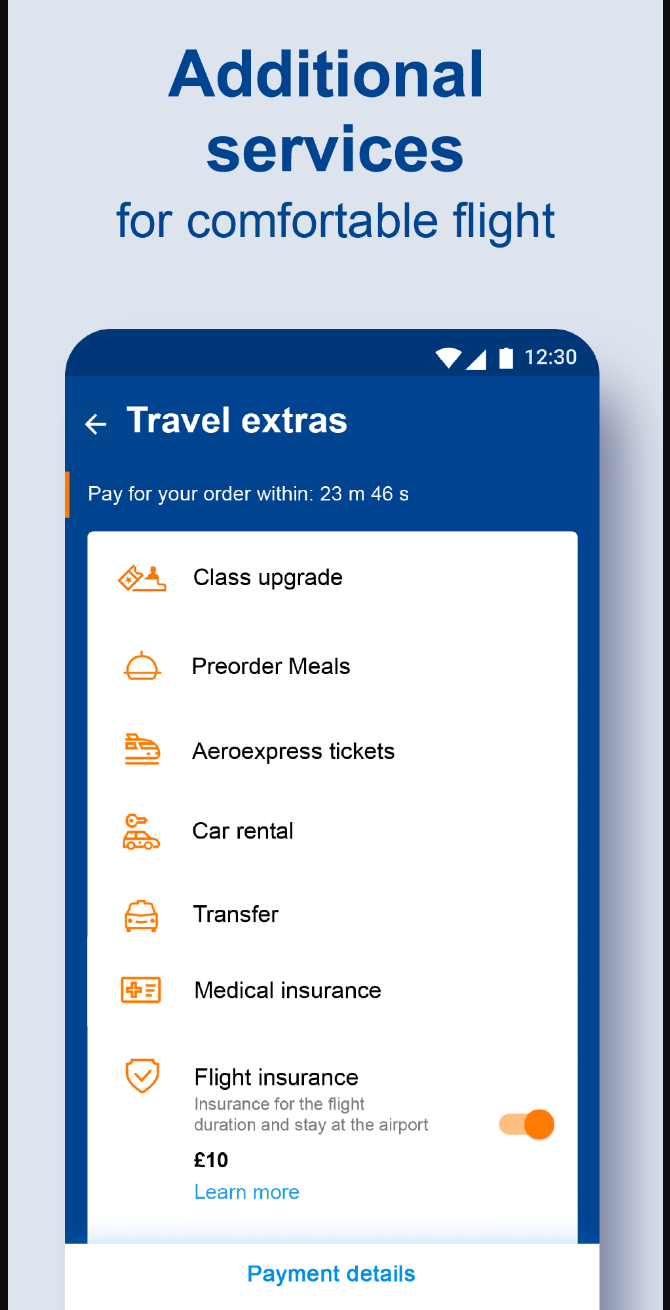 Additional
services
for comfortable flight
12:30
Travel extras
Pay for your order within: 23 m 46 s
Class upgrade
Preorder Meals
Aeroexpress tickets
Car rental
Transfer
Medical insurance
Flight insurance
Insurance for the flight
duration and stay at the airport
£10
Learn more
Payment details